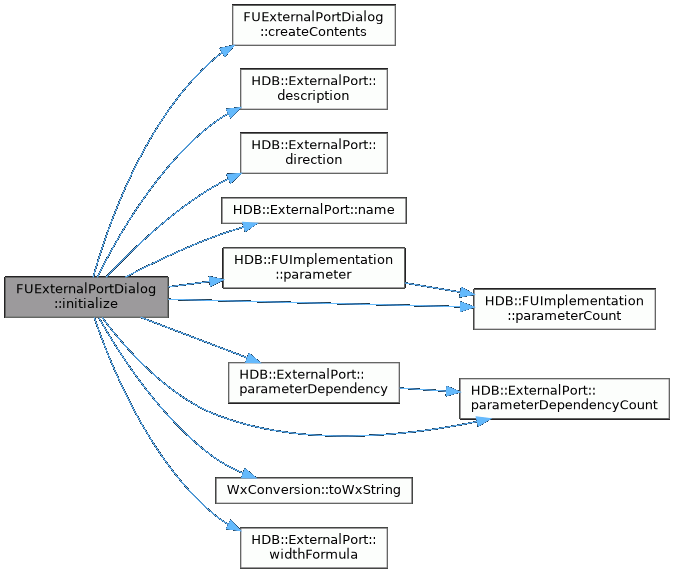 FUExternalPortDialog
::createContents
HDB::ExternalPort::
description
HDB::ExternalPort::
direction
HDB::ExternalPort::name
HDB::FUImplementation
::parameter
FUExternalPortDialog
::initialize
HDB::FUImplementation
::parameterCount
HDB::ExternalPort::
parameterDependency
HDB::ExternalPort::
parameterDependencyCount
WxConversion::toWxString
HDB::ExternalPort::
widthFormula